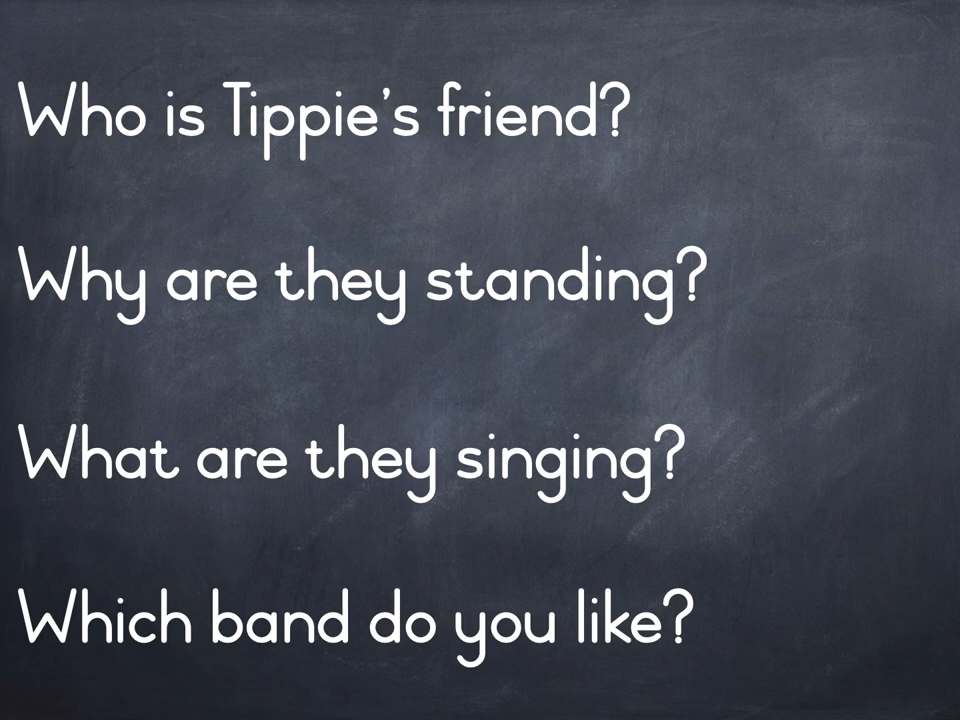 Who is Tippie’s friend?
Why are they standing?
What are they singing?
Which band do you like?